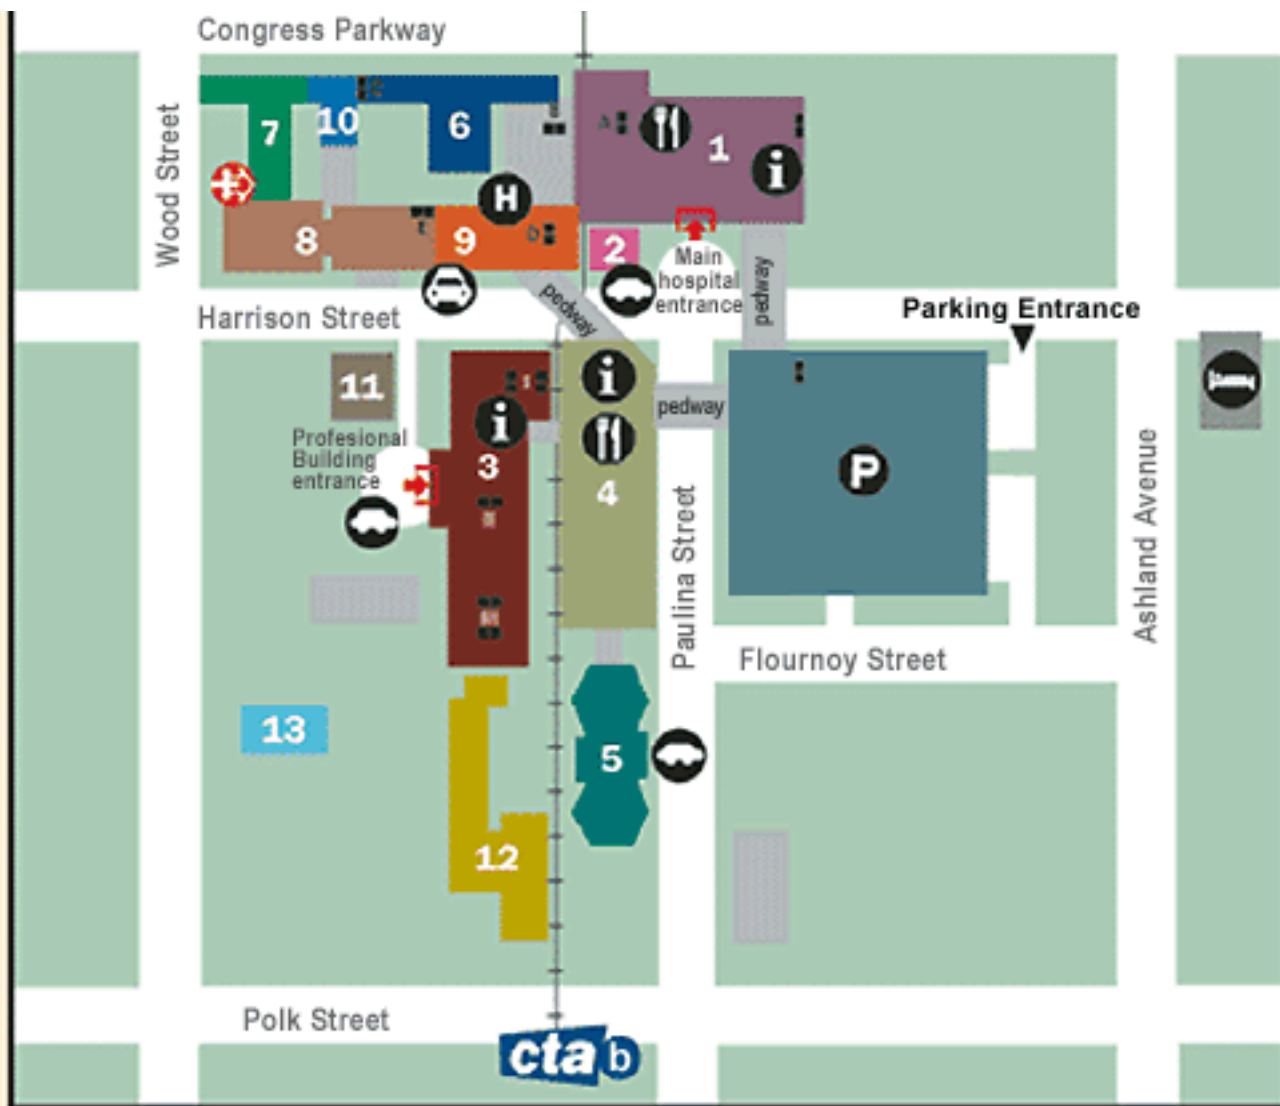 Congress Parkway
Wood Street
7
10
C
6
B
A
1
i
H
8
E
9
D
2
Main
hospital
entrance
pedway
pedway
Harrison Street
Parking Entrance
11
i
i
pedway
Profesional
Building
entrance
3
4
P
Paulina Street
Ashland Avenue
Flournoy Street
13
5
12
Polk Street
cta b